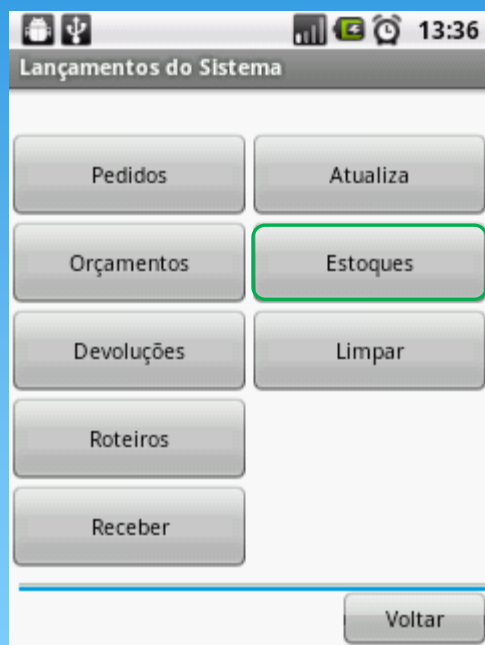 13:36
Lançamentos do Sistema
Pedidos
Atualiza
Orçamentos
Estoques
Devoluções
Limpar
Roteiros
Receber
Voltar